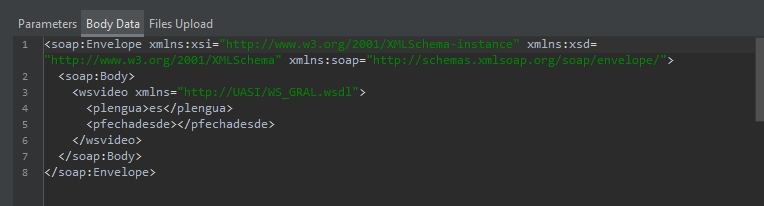 Parameters Body Data Files Upload
1 <soap:Envelope xmlns:xsi="http://www.w3.org/2001/XMLSchema-instance" xmlns:xsd=
"http://www.w3.org/2001/XMLSchema" xmlns:soap="http://schemas.xmlsoap.org/soap/envelope/">
2 <soap:Body>
3 <wsvideo xmlns="http://UASI/WS_GRAL.wsdl">
4 <plengua>es</plengua>
5 <pfechadesde></pfechadesde>
6 </wsvideo>
7 </soap:Body>
8 </soap:Envelope>